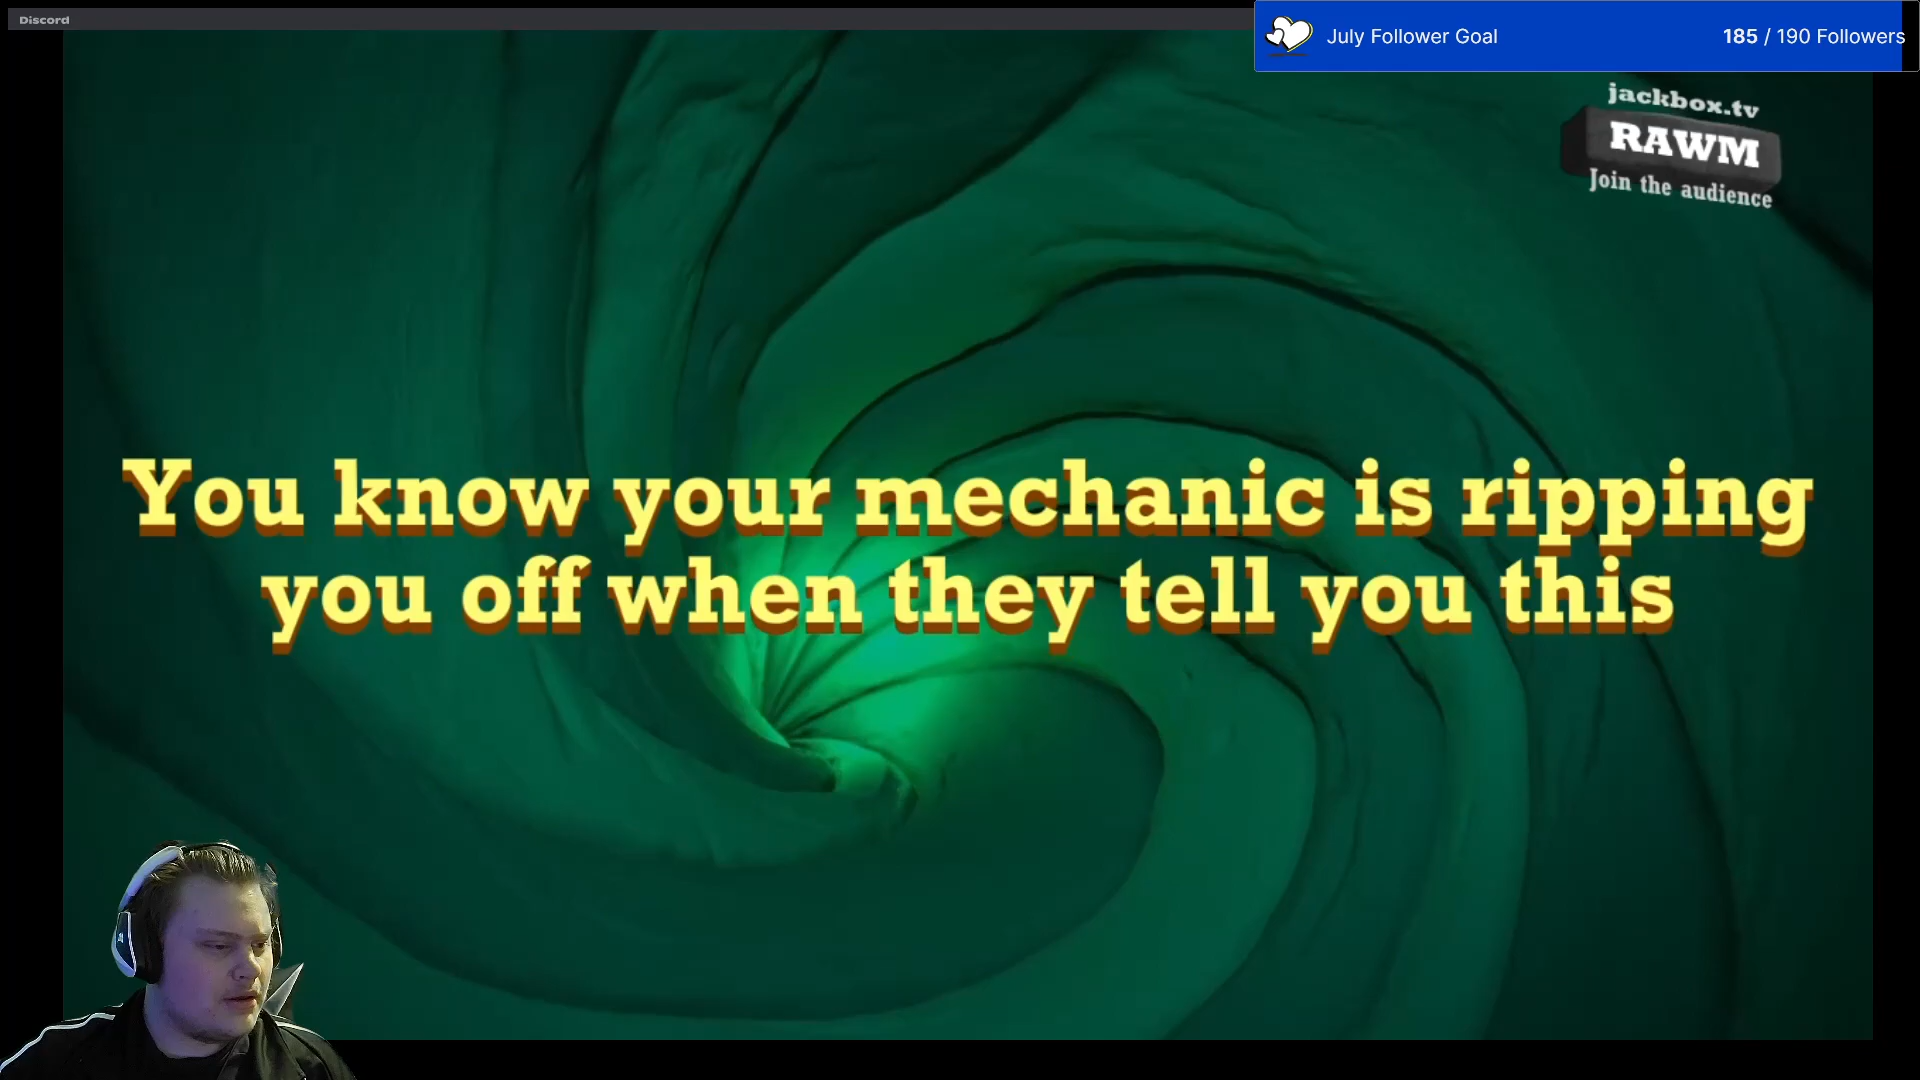 Discord
July Follower Goal
185 / 190 Followers
jackbox.tv
RAWM
Join the audience
You know your mechanic is ripping
you off when they tell you this